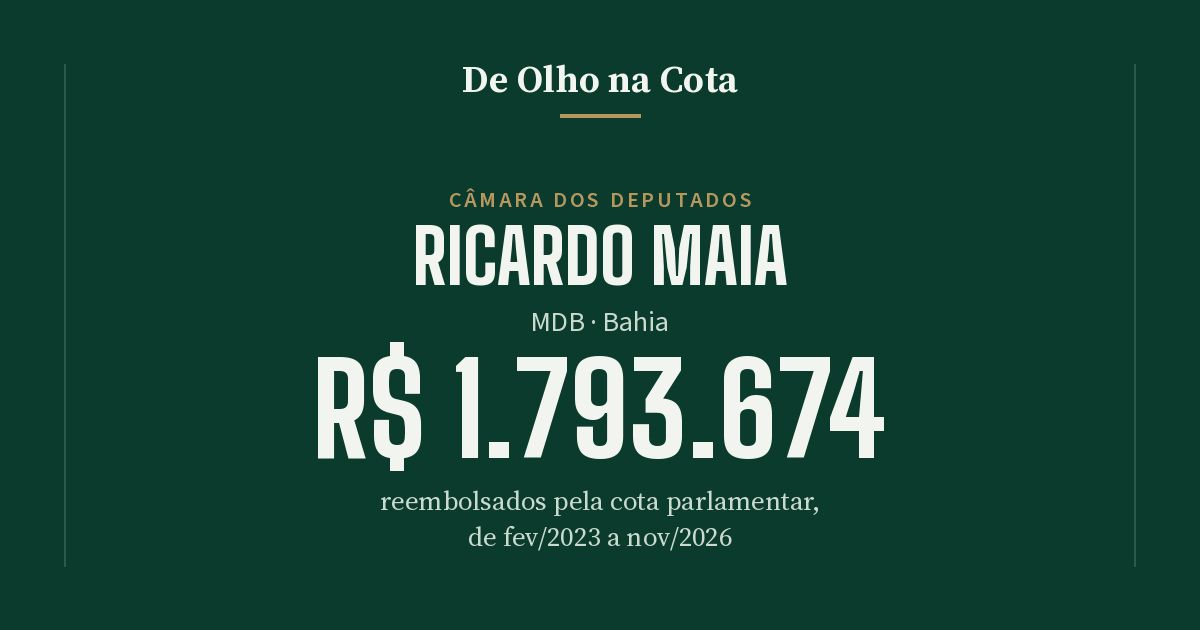 De Olho na Cota
CÂMARA DOS DEPUTADOS
RICARDO MAIA
MDB · Bahia
R$ 1.793.674
reembolsados pela cota parlamentar,
de fev/2023 a nov/2026